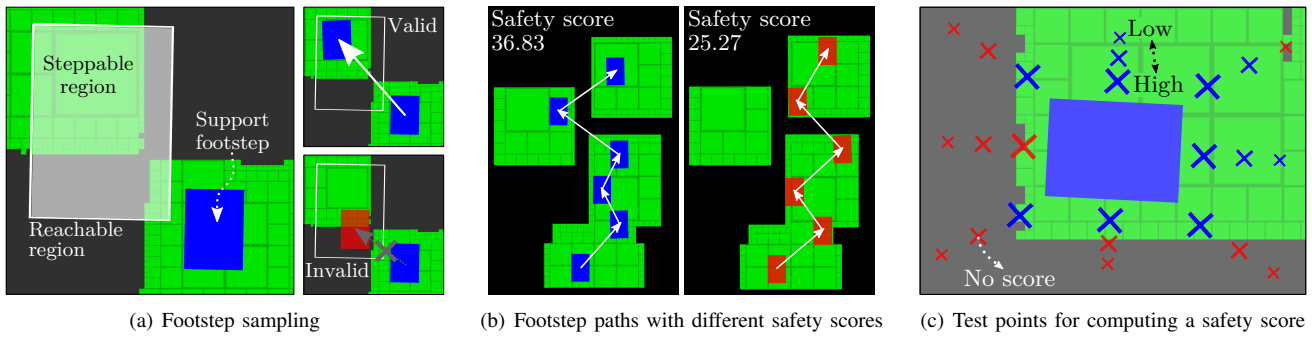 Steppable
region
Support
footstep
Reachable
region
Valid
Invalid
(a) Footstep sampling
Safety score
36.83
Safety score
25.27
(b) Footstep paths with different safety scores
Low
High
No score
(c) Test points for computing a safety score